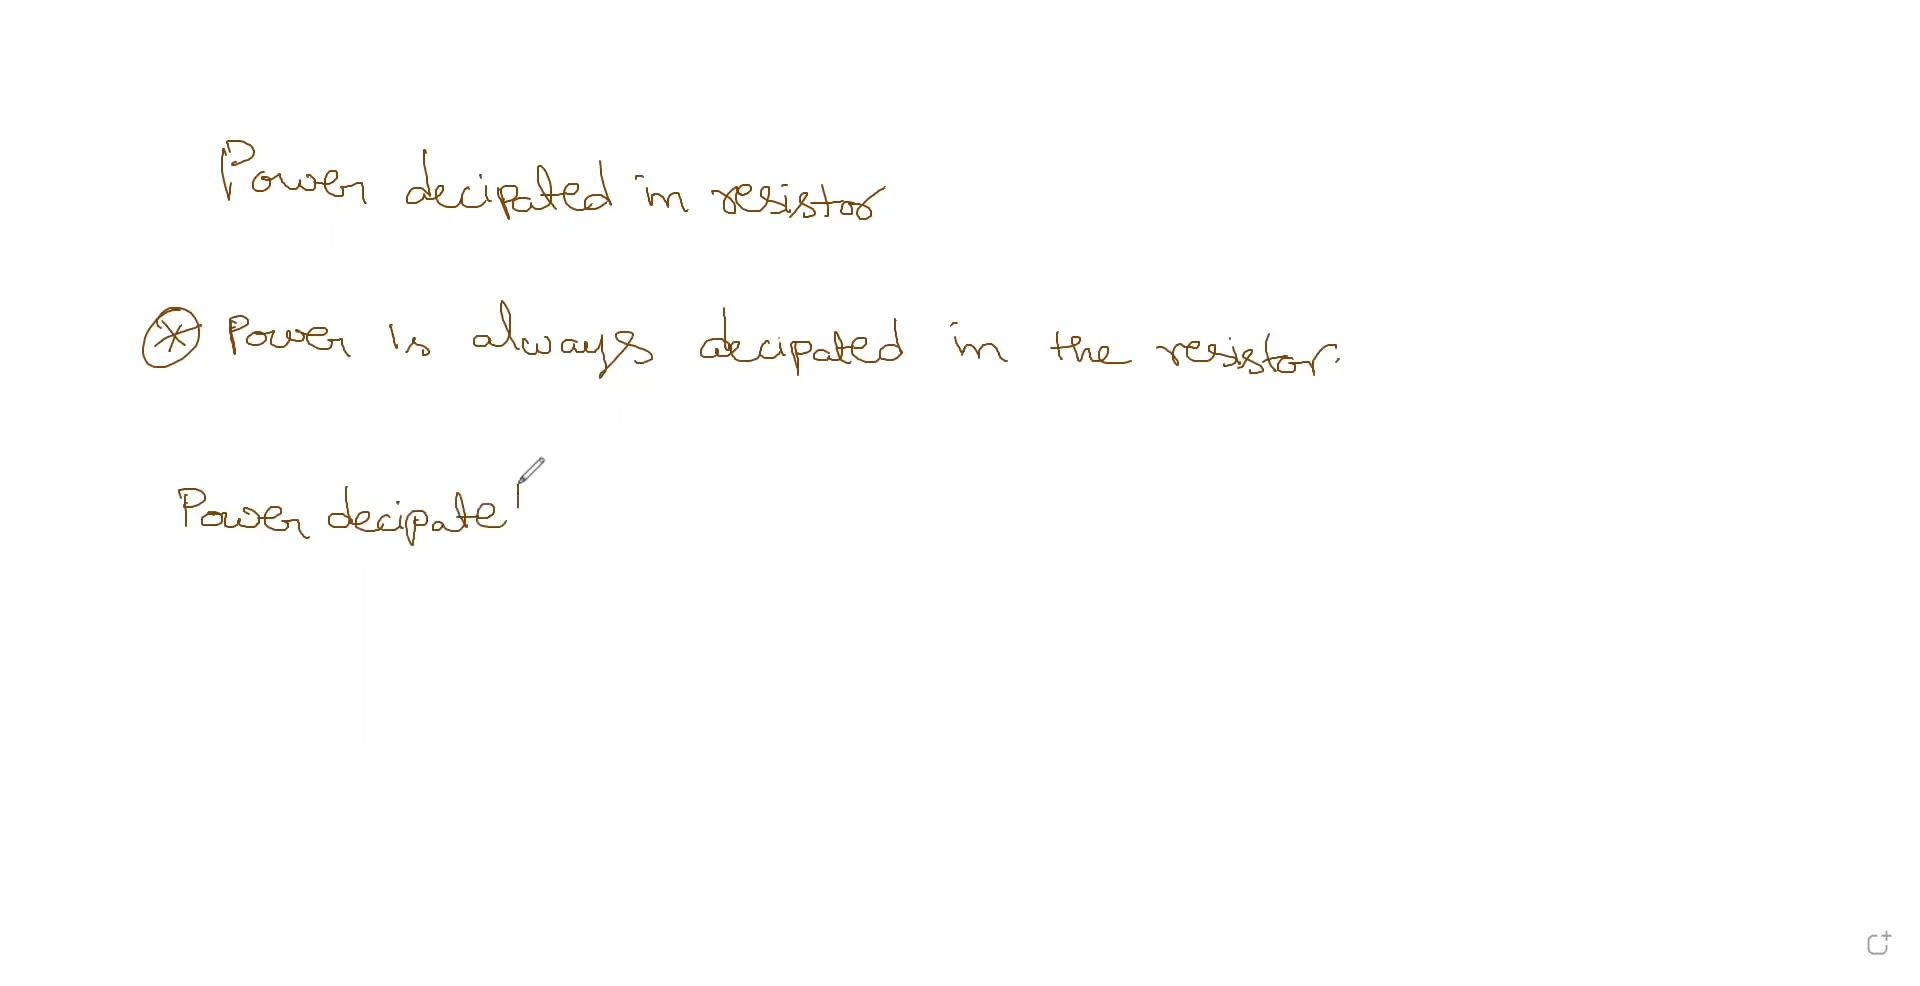 Power decipated in resistor
* Power is always decipated in the resistor.
Power decipate